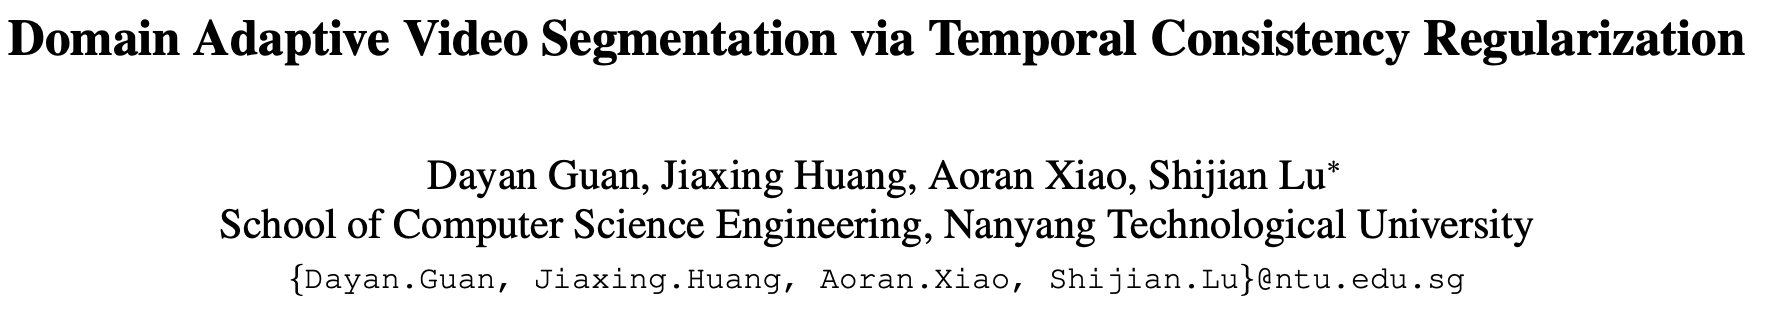 Domain Adaptive Video Segmentation via Temporal Consistency Regularization
Dayan Guan, Jiaxing Huang, Aoran Xiao, Shijian Lu*
School of Computer Science Engineering, Nanyang Technological University
{Dayan.Guan, Jiaxing.Huang, Aoran.Xiao, Shijian.Lu}@ntu.edu.sg